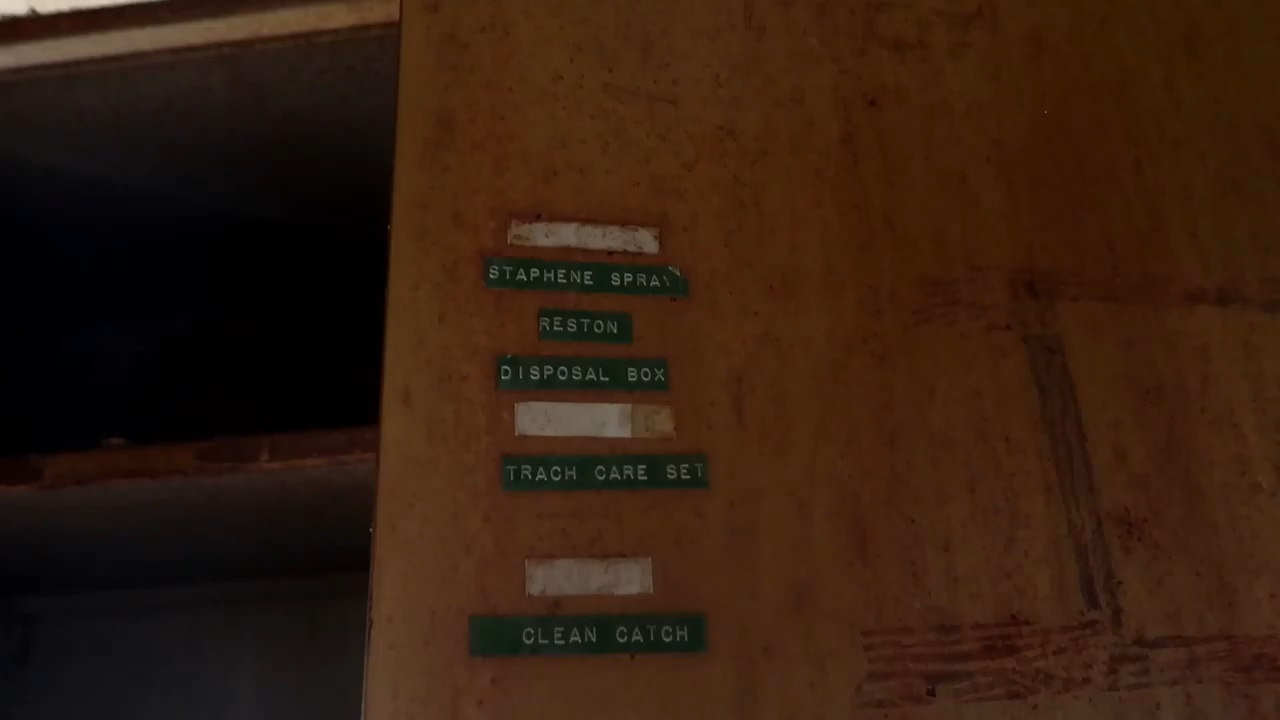 STAPHENE SPRAY
RESTON
DISPOSAL BOX
TRACH CARE SET
CLEAN CATCH